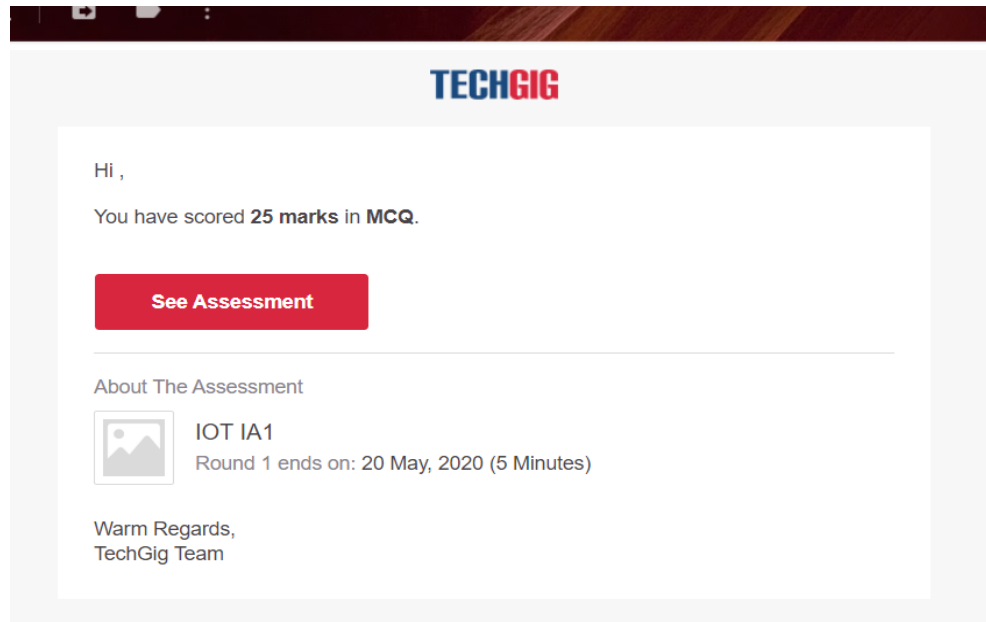 TECHGIG
Hi ,
You have scored 25 marks in MCQ.
See Assessment
About The Assessment
IOT IA1
Round 1 ends on: 20 May, 2020 (5 Minutes)
Warm Regards,
TechGig Team